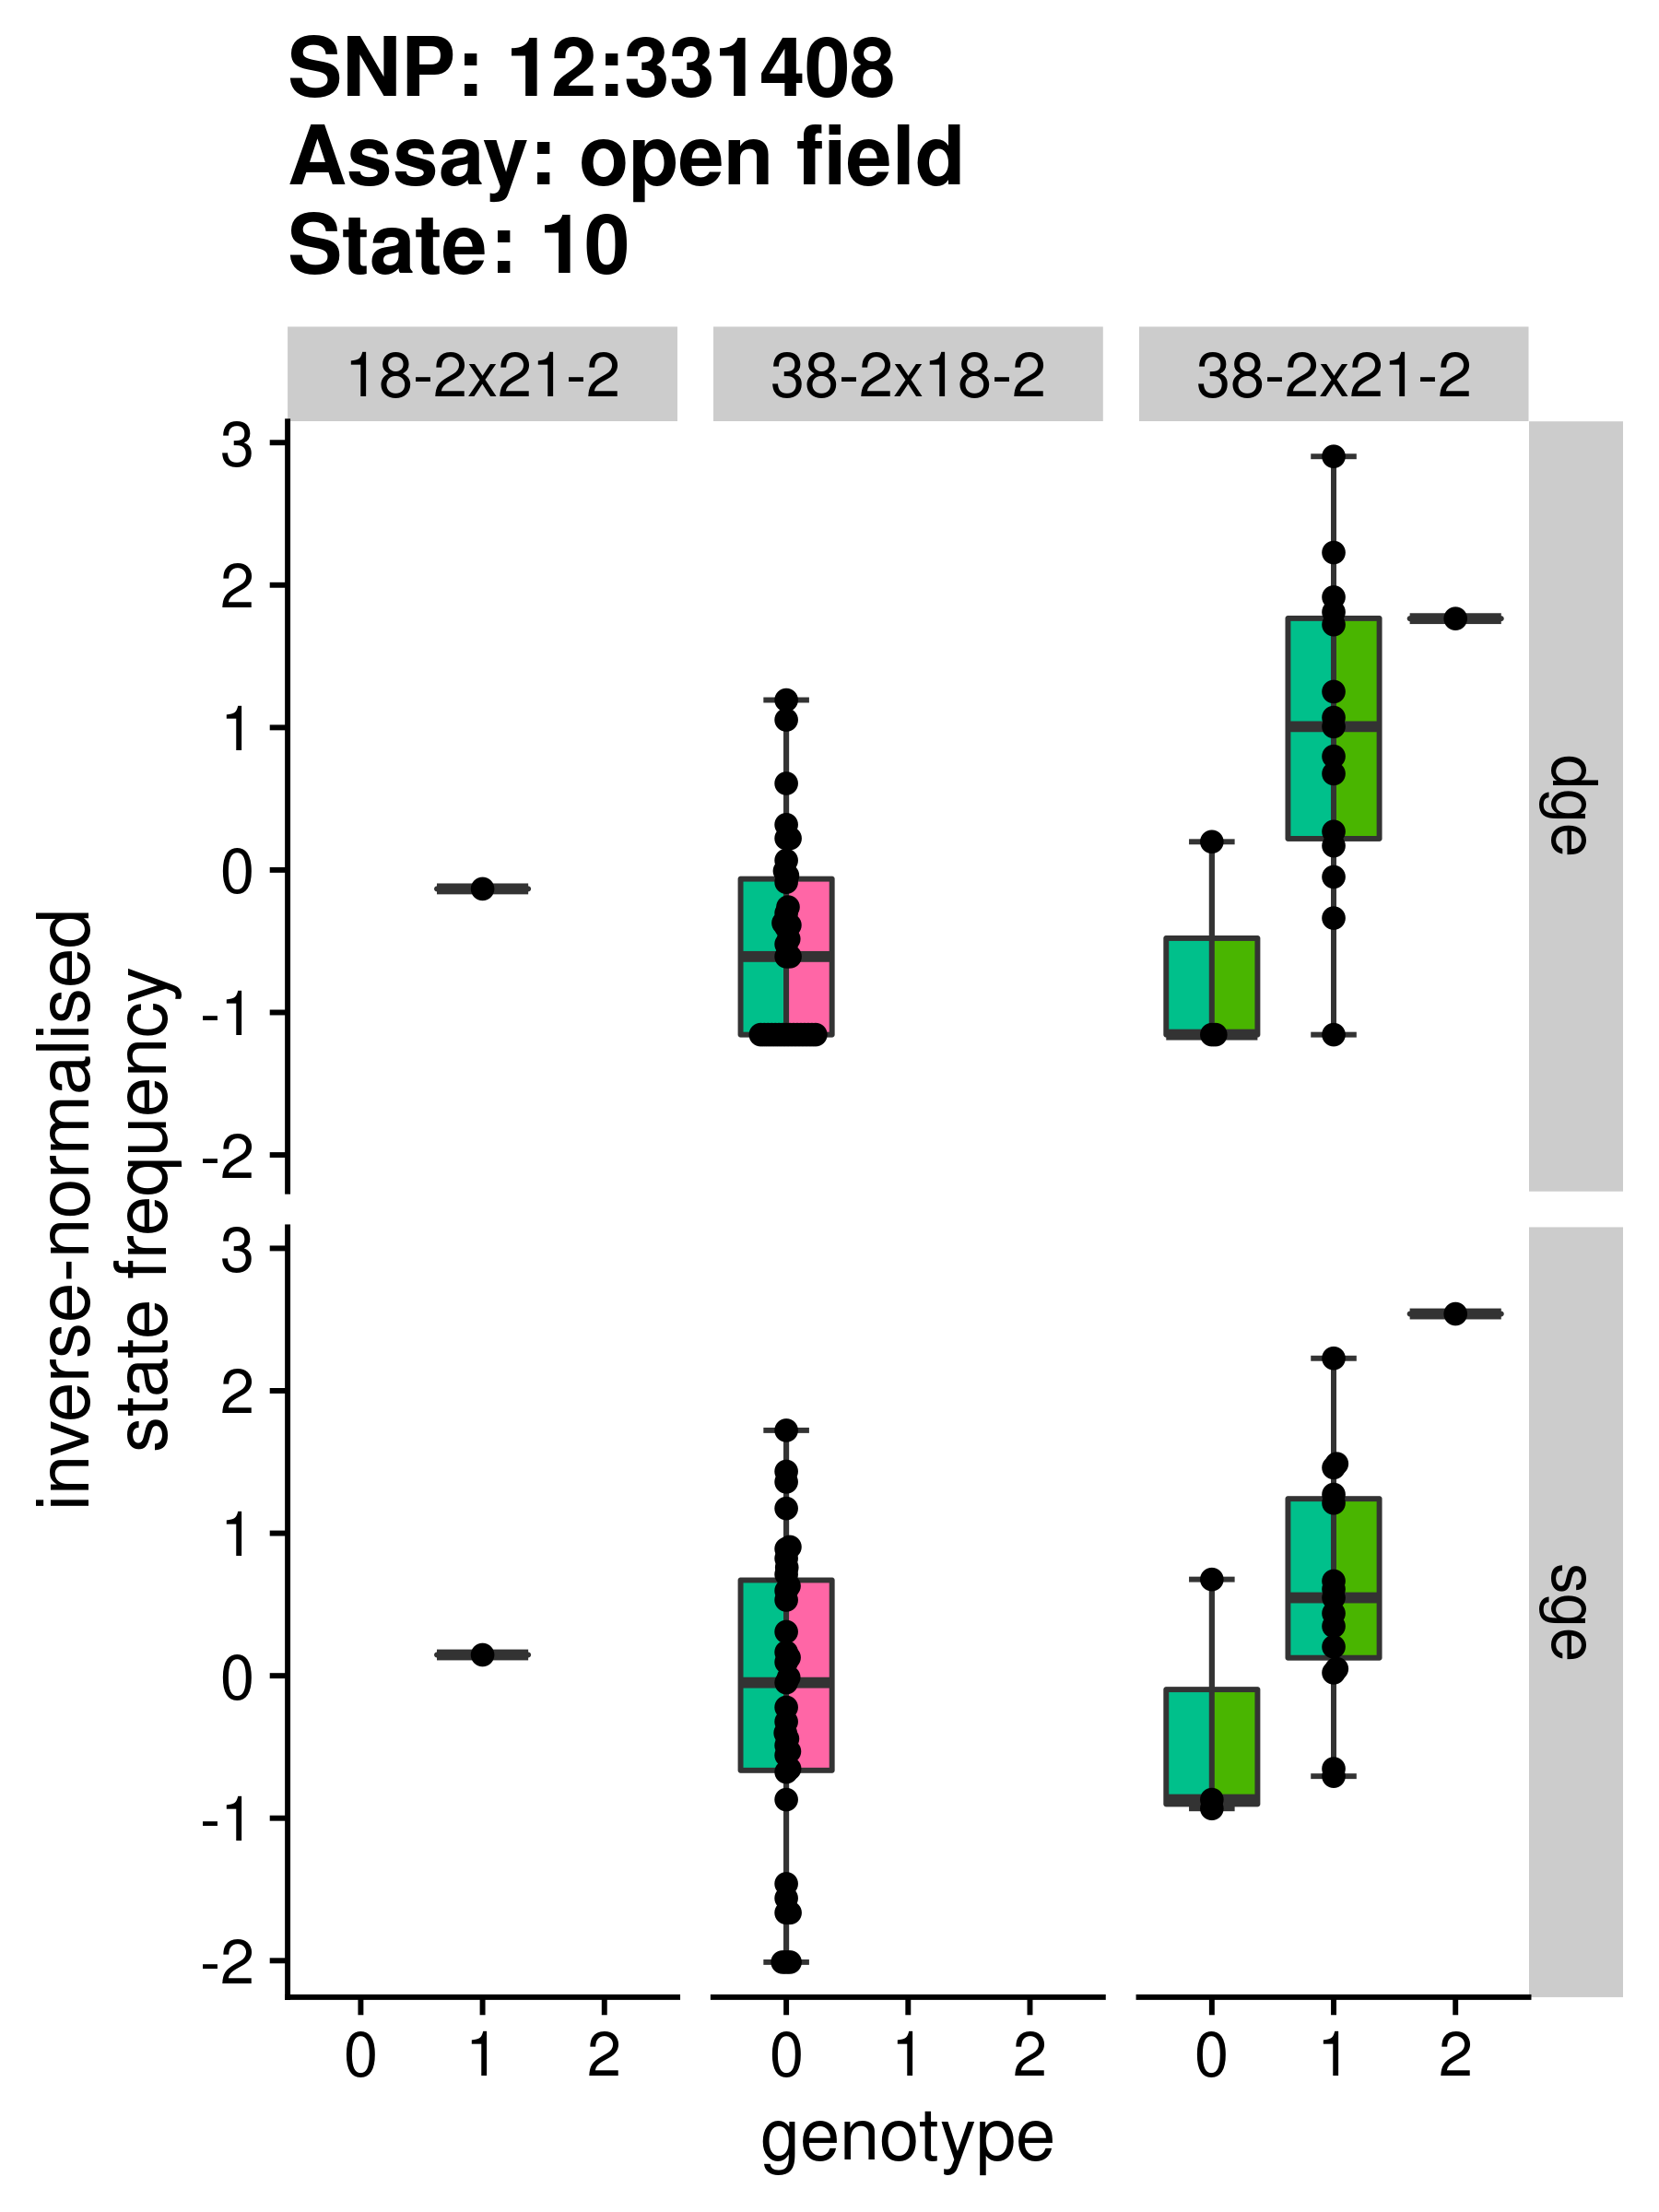 SNP: 12:331408
Assay: open field
State: 10
18-2x21-2
38-2x18-2
38-2x21-2
3
2
1
0
-1
-2
dge
inverse-normalised
state frequency
3
2
1
0
-1
-2
sge
0 1 2
0 1 2
0 1 2
genotype